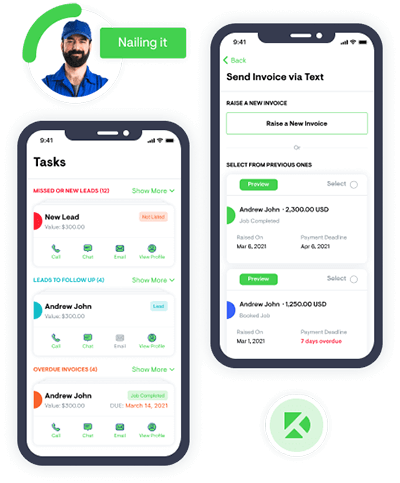 Nailing it
9:41
Tasks
MISSED OR NEW LEADS (12) Show More
New Lead Not Listed
Value: $300.00
Call Chat Email View Profile
LEADS TO FOLLOW UP (4) Show More
Andrew John Lead
Value: $300.00
Call Chat Email View Profile
OVERDUE INVOICES (4) Show More
Andrew John Job Completed
Value: $300.00 DUE: March 14, 2021
Call Chat Email View Profile
9:41
Back
Send Invoice via Text
RAISE A NEW INVOICE
Raise a New Invoice
Or
SELECT FROM PREVIOUS ONES
Preview Select
Andrew John • 2,300.00 USD
Job Completed
Raised On Payment Deadline
Mar 6, 2021 Apr 6, 2021
Preview Select
Andrew John • 1,250.00 USD
Booked Job
Raised On Payment Deadline
Mar 1, 2021 7 days overdue